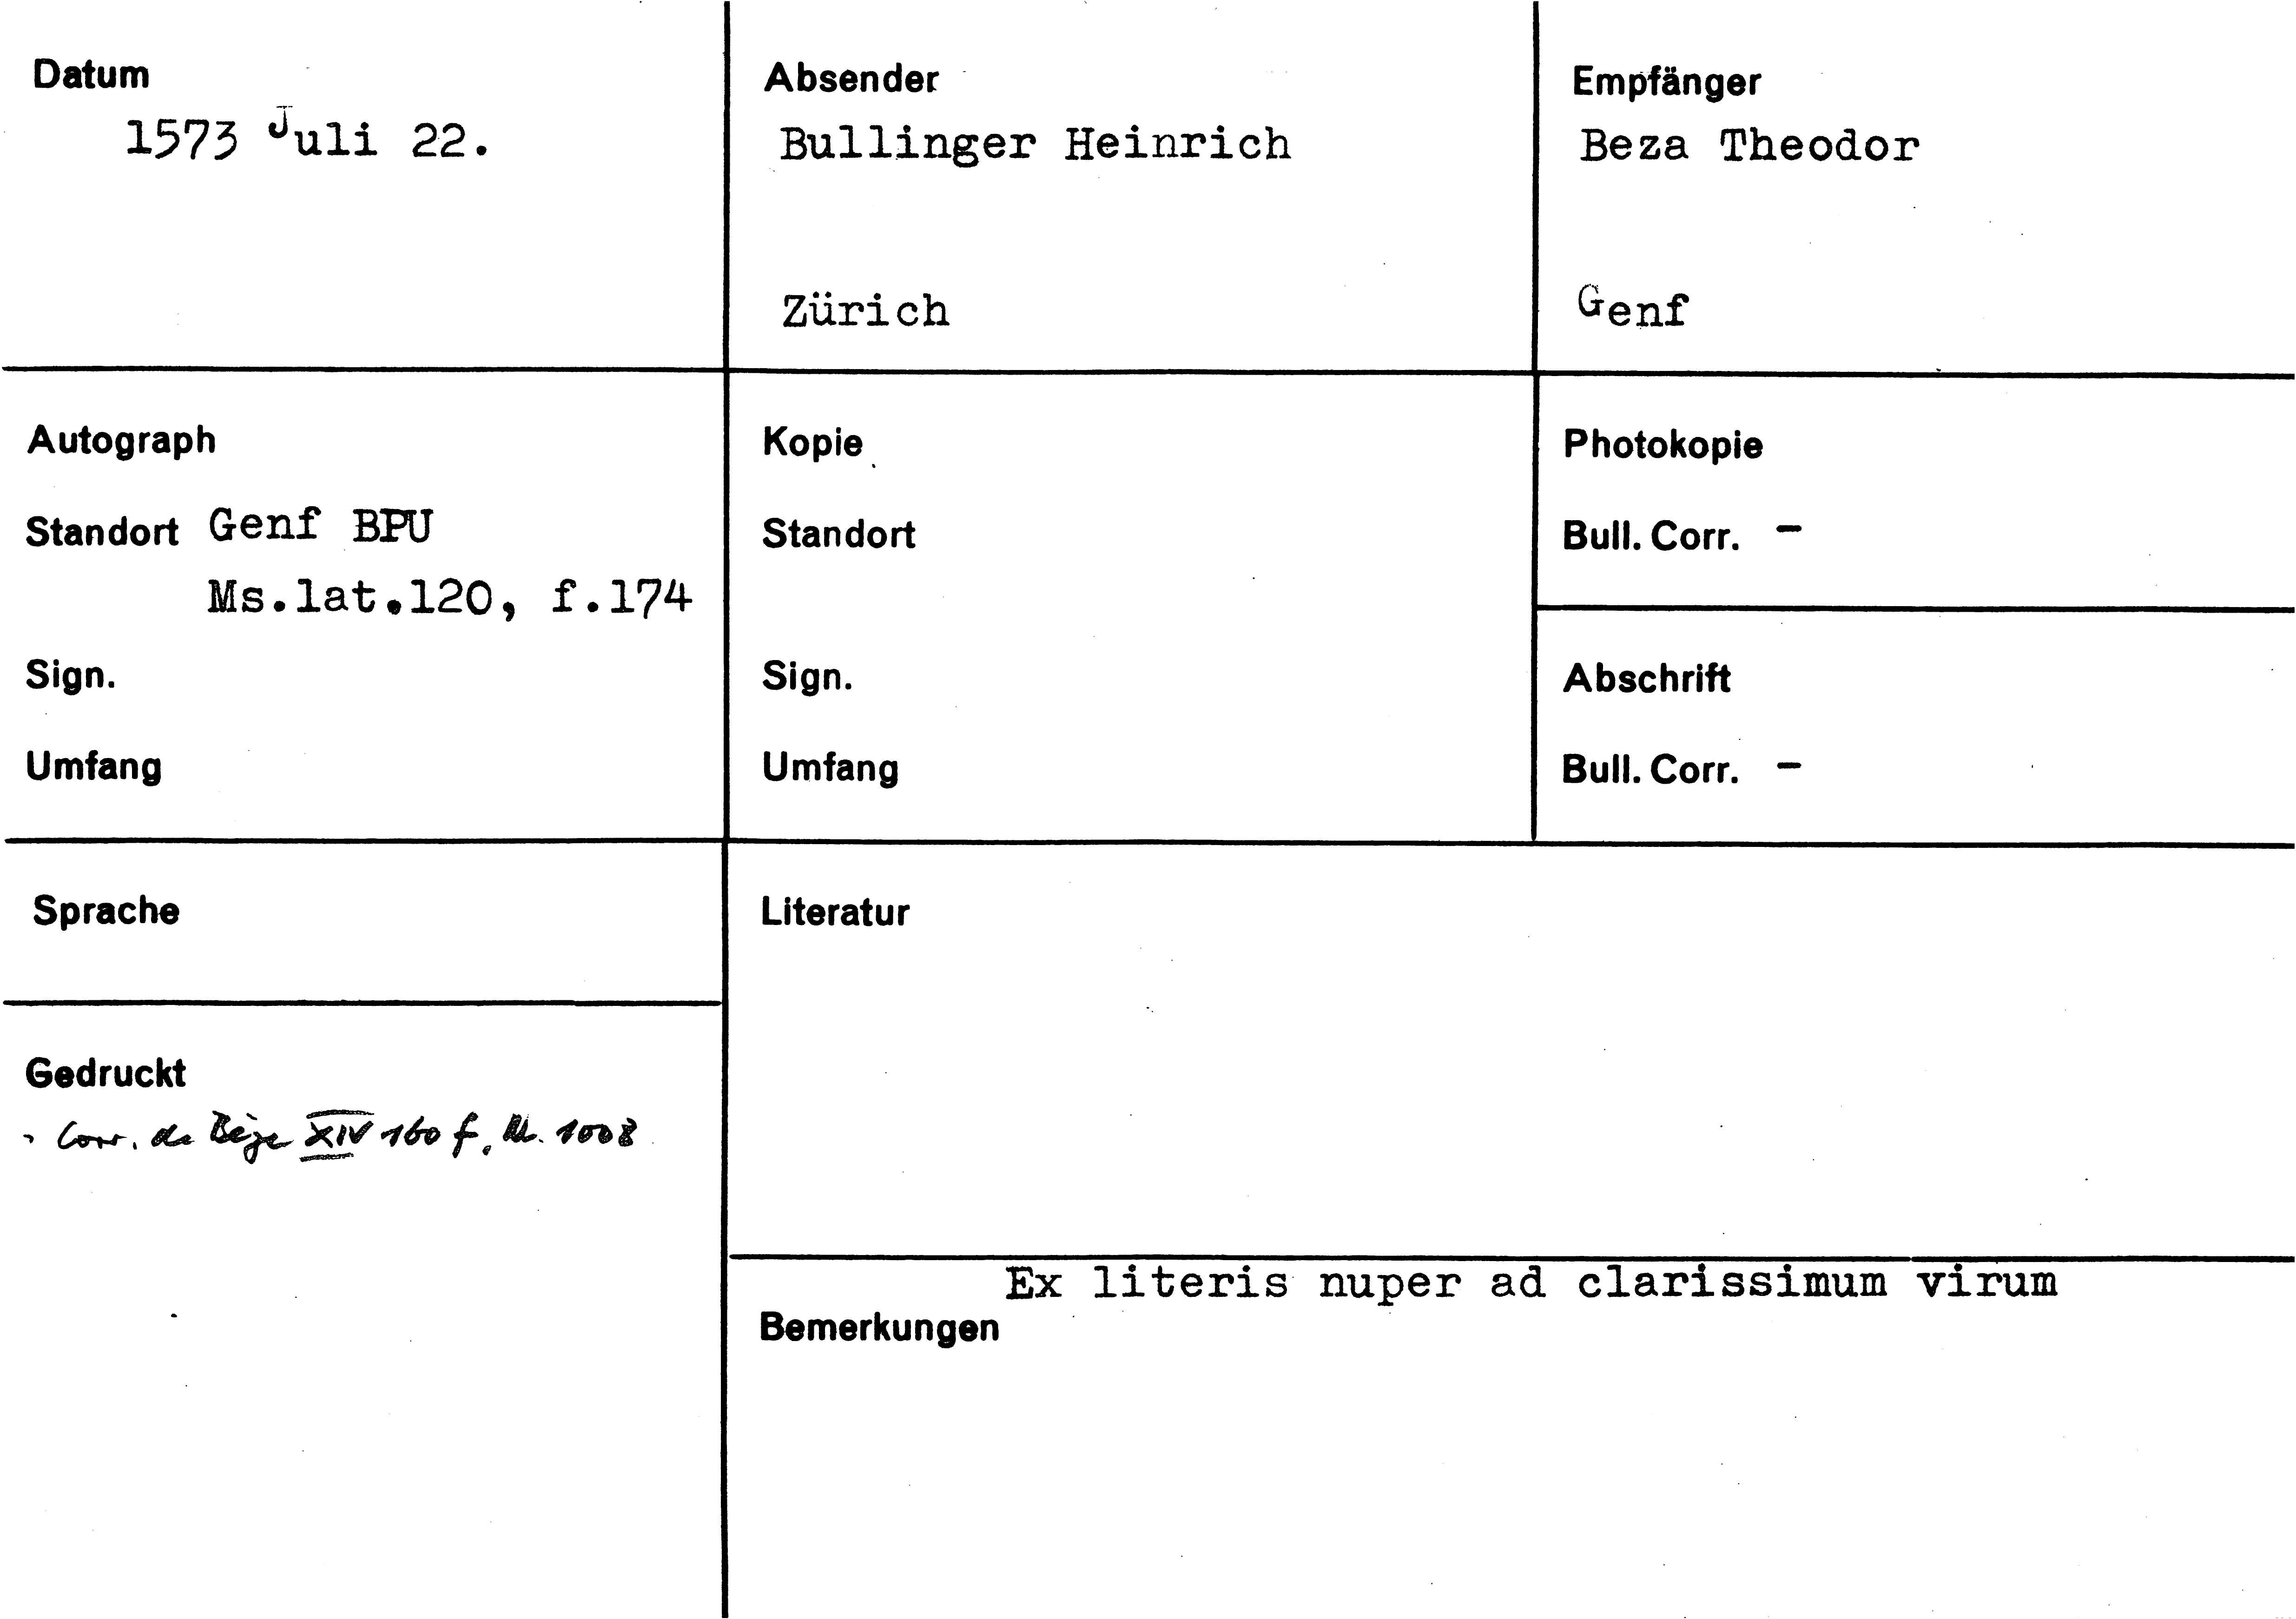 Datum
1573 Juli 22.
Absender
Bullinger Heinrich
Zürich
Empfänger
Beza Theodor
Genf
Autograph
Standort Genf BPU
Ms.lat.120, f.174
Sign.
Umfang
Kopie
Standort
Sign.
Umfang
Photokopie
Bull. Corr. -
Abschrift
Bull. Corr. -
Sprache
Gedruckt
Corr. de Bèze XIV 160 f, Nr. 1008
Literatur
Ex literis nuper ad clarissimum virum
Bemerkungen